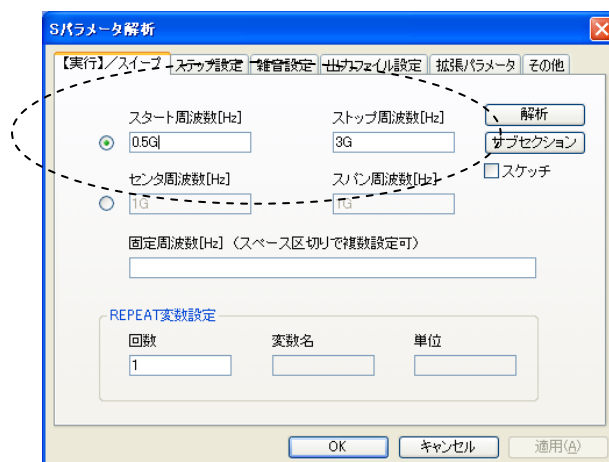 Sパラメータ解析
【実行】/スイープ ステップ設定 雑音設定 出力ファイル設定 拡張パラメータ その他
スタート周波数[Hz] ストップ周波数[Hz] 解析
0.5G 3G サブセクション
センタ周波数[Hz] スパン周波数[Hz] スケッチ
1G 1G
固定周波数[Hz] (スペース区切りで複数設定可)
REPEAT変数設定
回数 変数名 単位
1
OK キャンセル 適用(A)